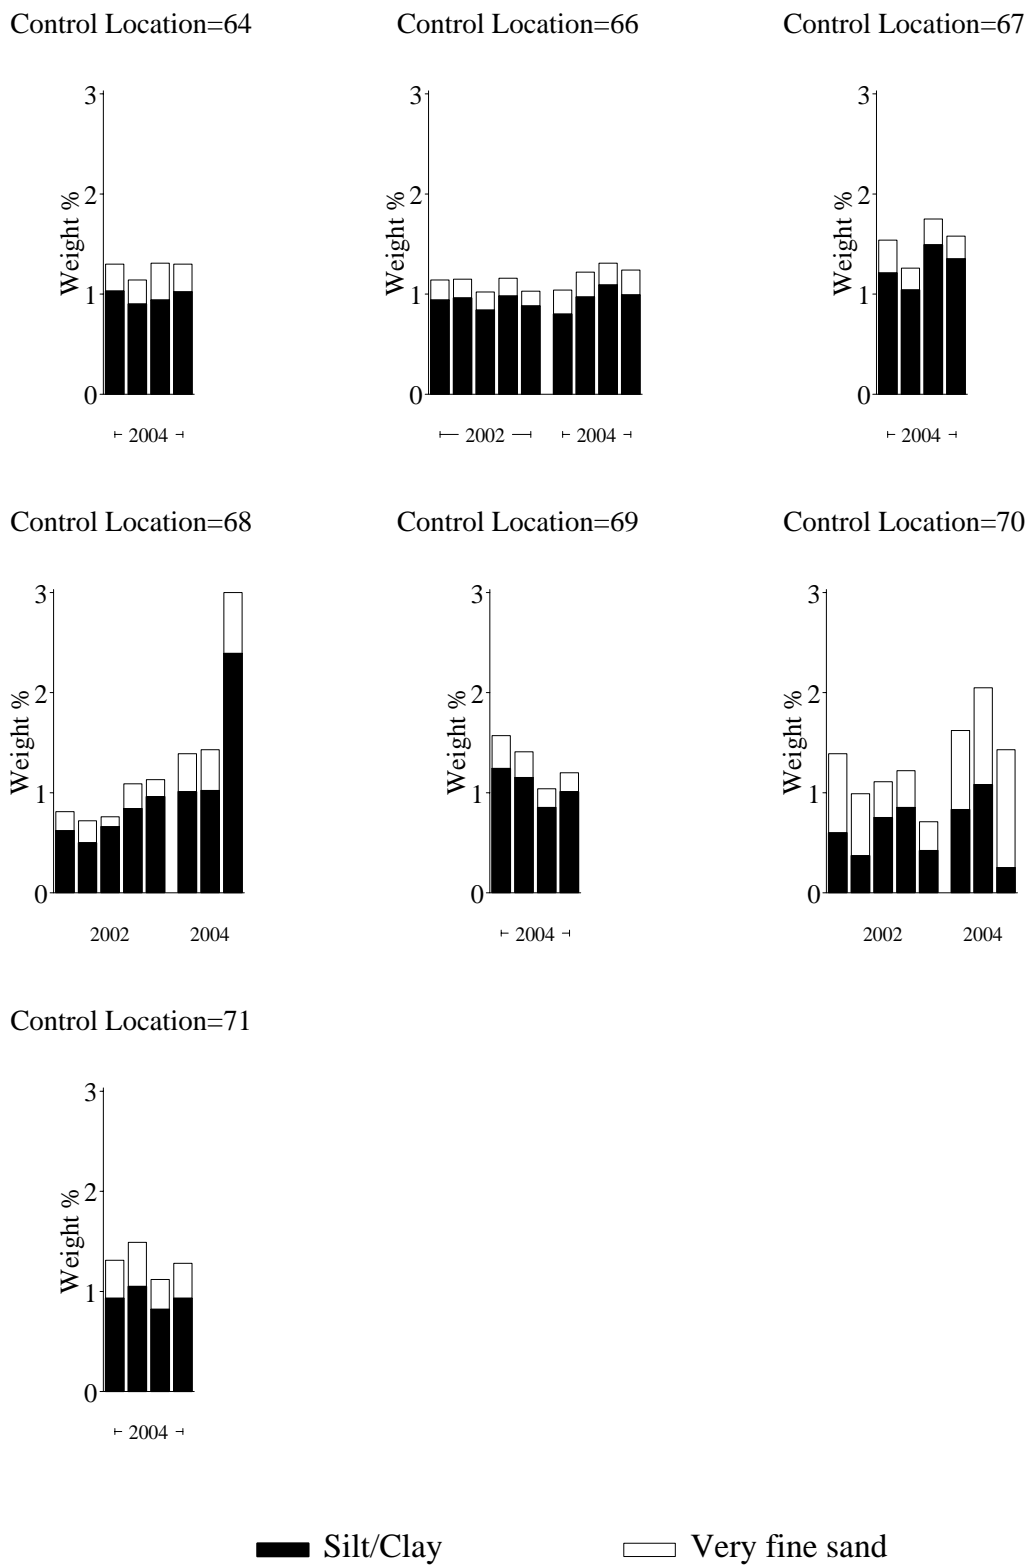 Control Location=64
Control Location=66
Control Location=67
3
2
1
0
Weight %
2004
3
2
1
0
Weight %
2002
2004
3
2
1
0
Weight %
2004
Control Location=68
Control Location=69
Control Location=70
3
2
1
0
Weight %
2002
2004
3
2
1
0
Weight %
2004
3
2
1
0
Weight %
2002
2004
Control Location=71
3
2
1
0
Weight %
2004
Silt/Clay
Very fine sand